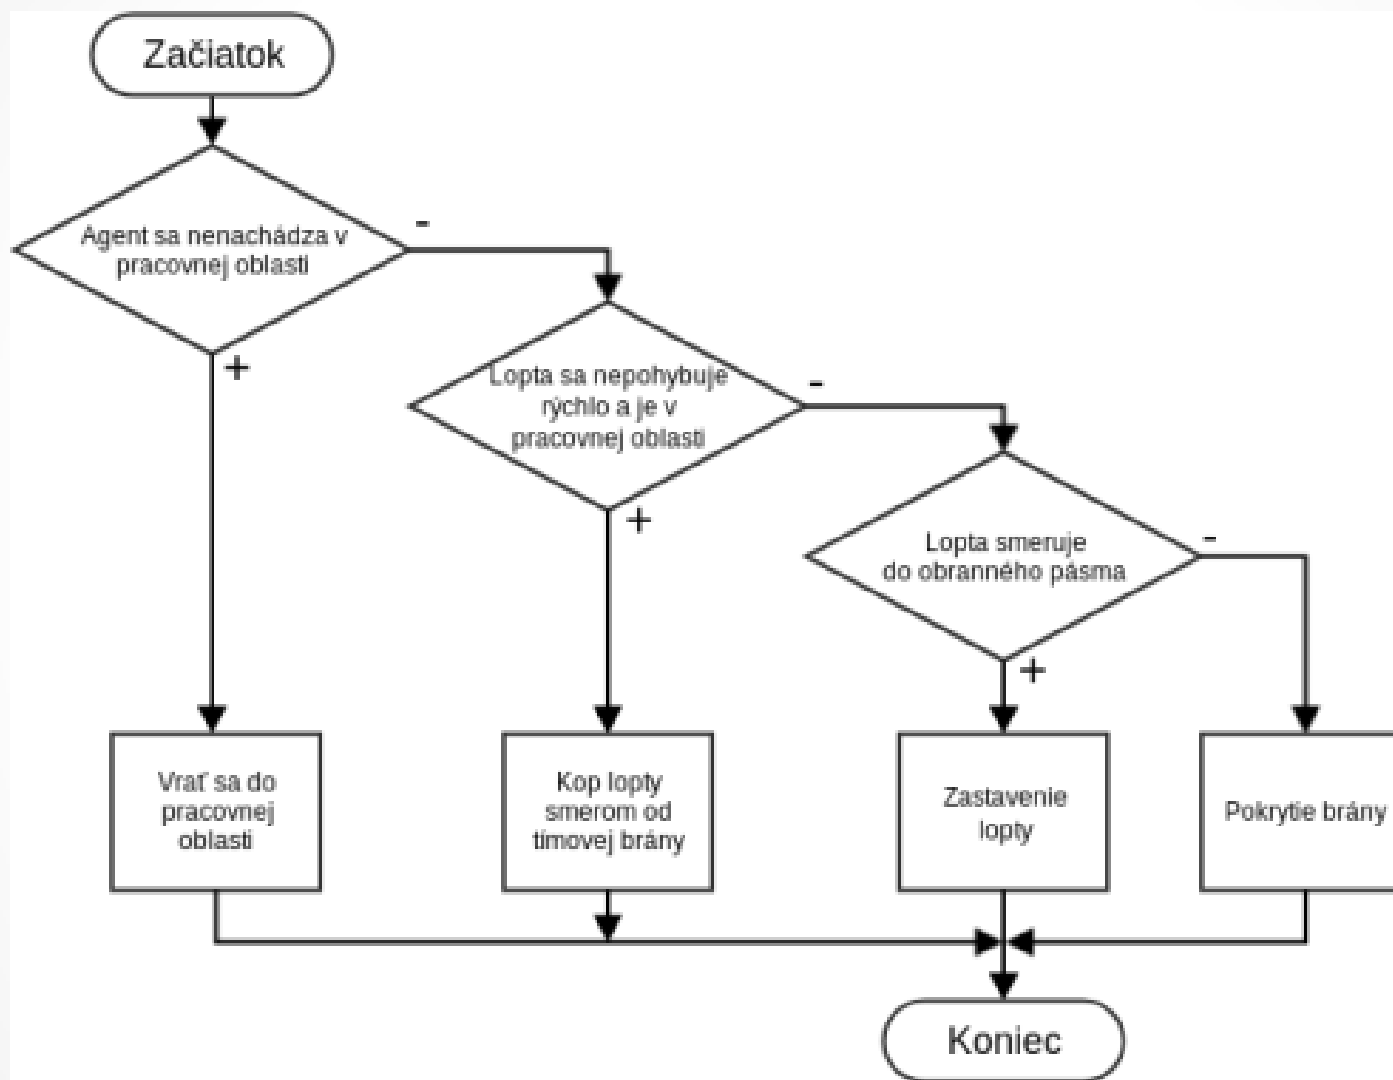 Začiatok
-
Agent sa nenachádza v
pracovnej oblasti
+
-
Lopta sa nepohybuje
rýchlo a je v
pracovnej oblasti
+
-
Lopta smeruje
do obranného pásma
+
Vrať sa do
pracovnej
oblasti
Kop lopty
smerom od
tímovej brány
Zastavenie
lopty
Pokrytie brány
Koniec